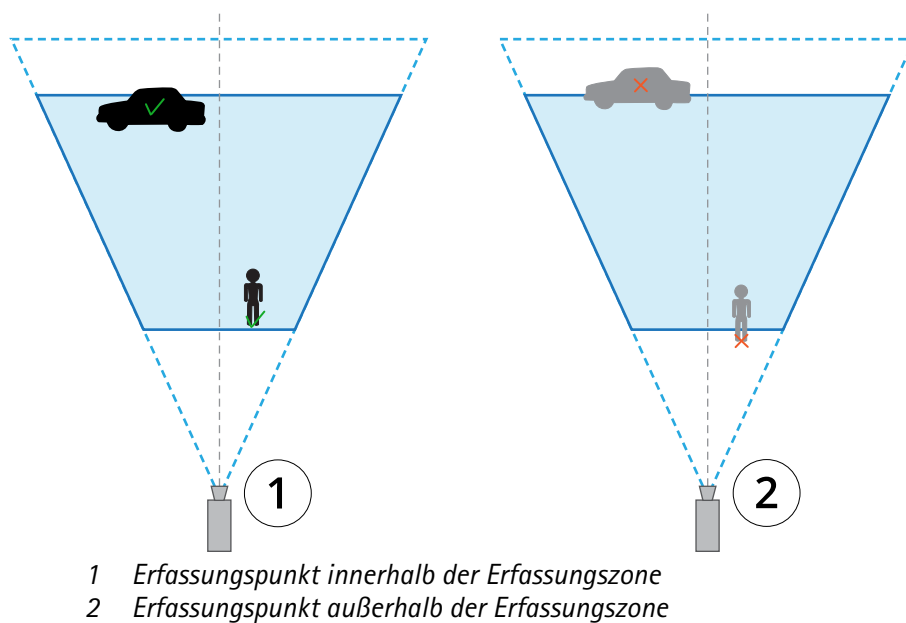 1
2
1 Erfassungspunkt innerhalb der Erfassungszone
2 Erfassungspunkt außerhalb der Erfassungszone